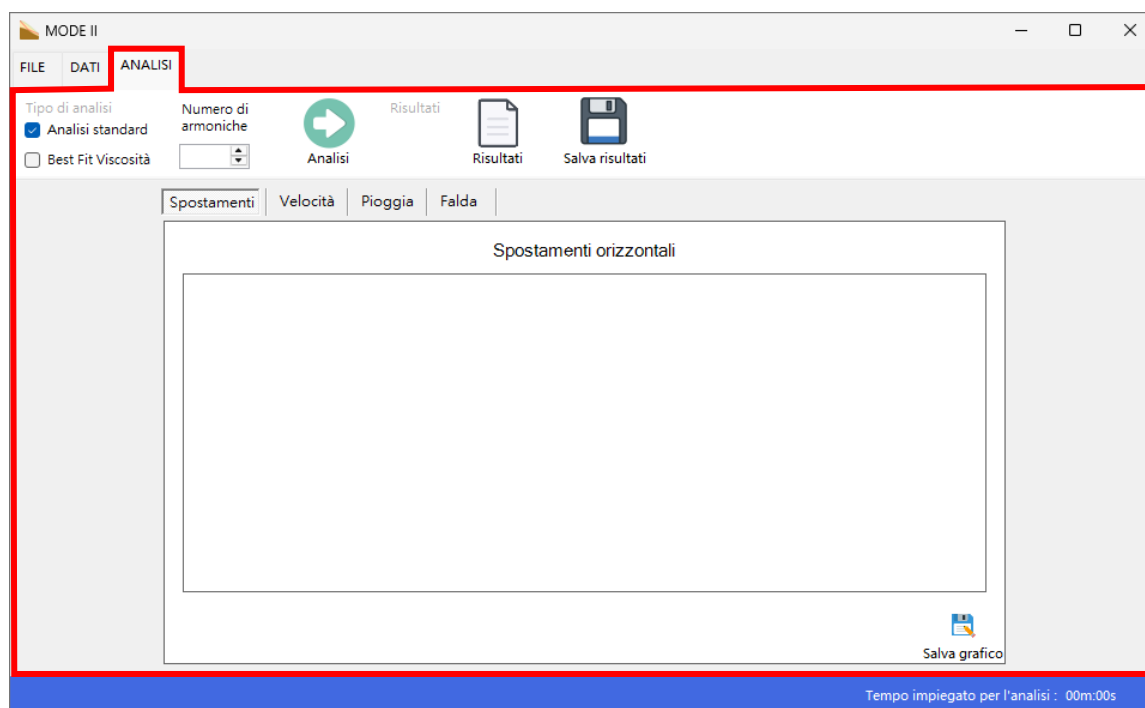 MODE II
FILE DATI ANALISI
Tipo di analisi
Analisi standard
Best Fit Viscosità
Numero di
armoniche
Analisi
Risultati
Risultati
Salva risultati
Spostamenti Velocità Pioggia Falda
Spostamenti orizzontali
Salva grafico
Tempo impiegato per l'analisi : 00m:00s